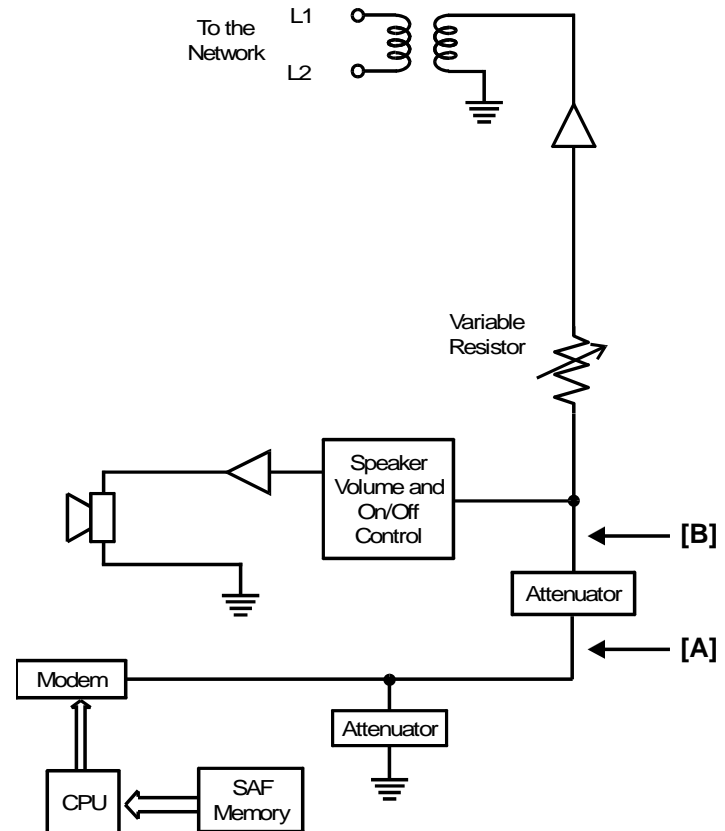 L1
To the
Network
L2
Variable
Resistor
Speaker
Volume and
On/Off
Control
[B]
Attenuator
[A]
Modem
Attenuator
CPU
SAF
Memory